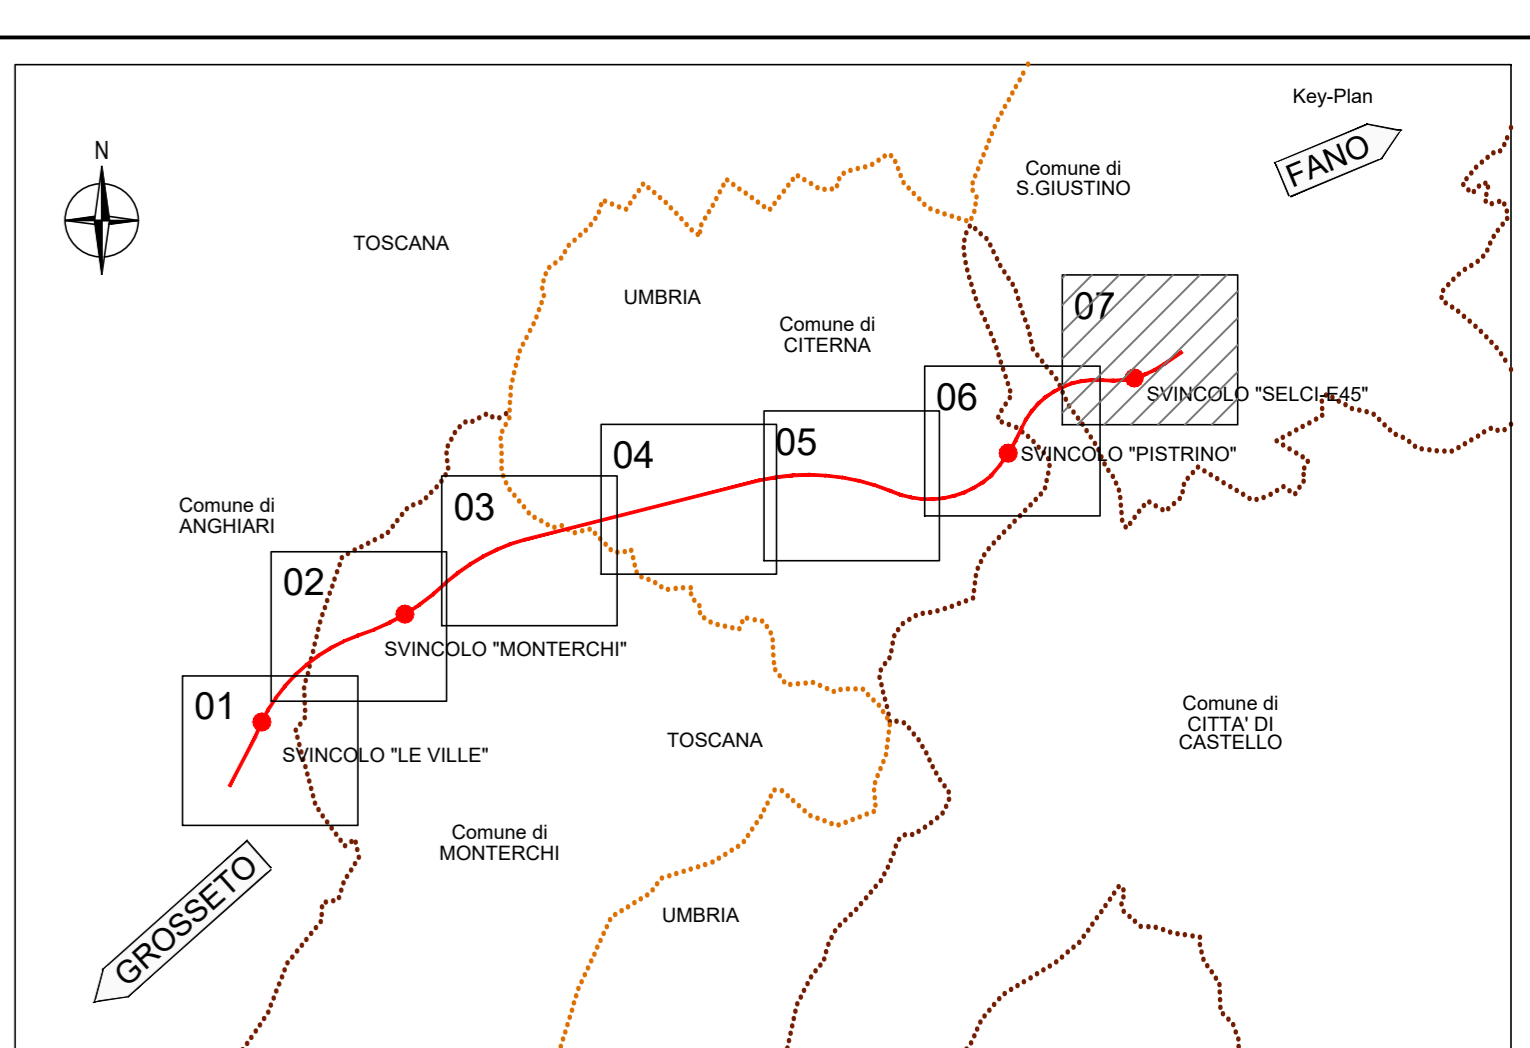 Key-Plan
N
FANO
Comune di
S.GIUSTINO
TOSCANA
UMBRIA
Comune di
CITERNA
07
SVINCOLO "SELCI-E45"
06
SVINCOLO "PISTRINO"
05
04
03
Comune di
ANGHIARI
02
SVINCOLO "MONTERCHI"
01
SVINCOLO "LE VILLE"
TOSCANA
Comune di
CITTA' DI
CASTELLO
Comune di
MONTERCHI
GROSSETO
UMBRIA